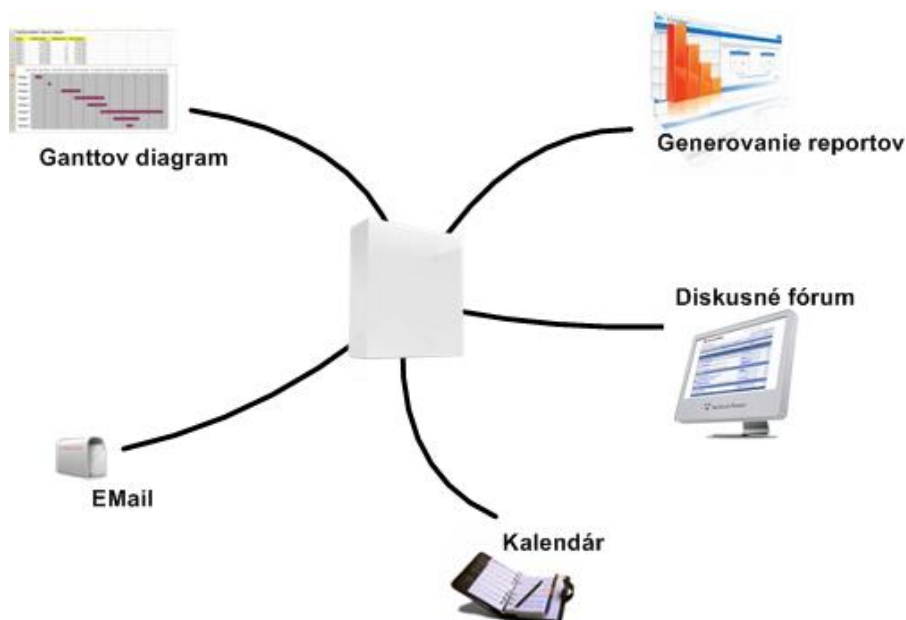 Ganttov diagram
Generovanie reportov
Diskusné fórum
EMail
Kalendár